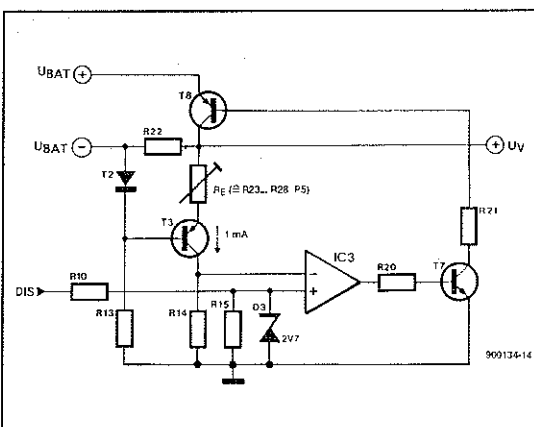 UBAT +
T8
UBAT −
R22
+ UV
T2
RE (≙ R23... R28 P5)
R21
T3
1 mA
IC3
−
+
R20
T7
R10
DIS
R13
R14
R15
D3
2V7
900134-14